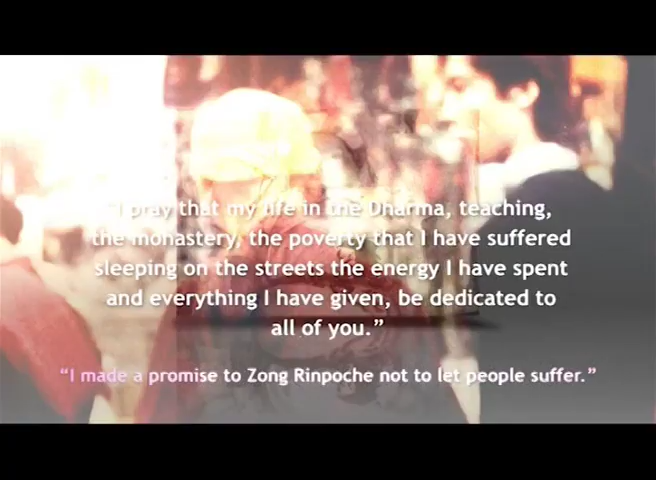 “I pray that my life in the Dharma, teaching,
the monastery, the poverty that I have suffered
sleeping on the streets the energy I have spent
and everything I have given, be dedicated to
all of you.”
“I made a promise to Zong Rinpoche not to let people suffer.”